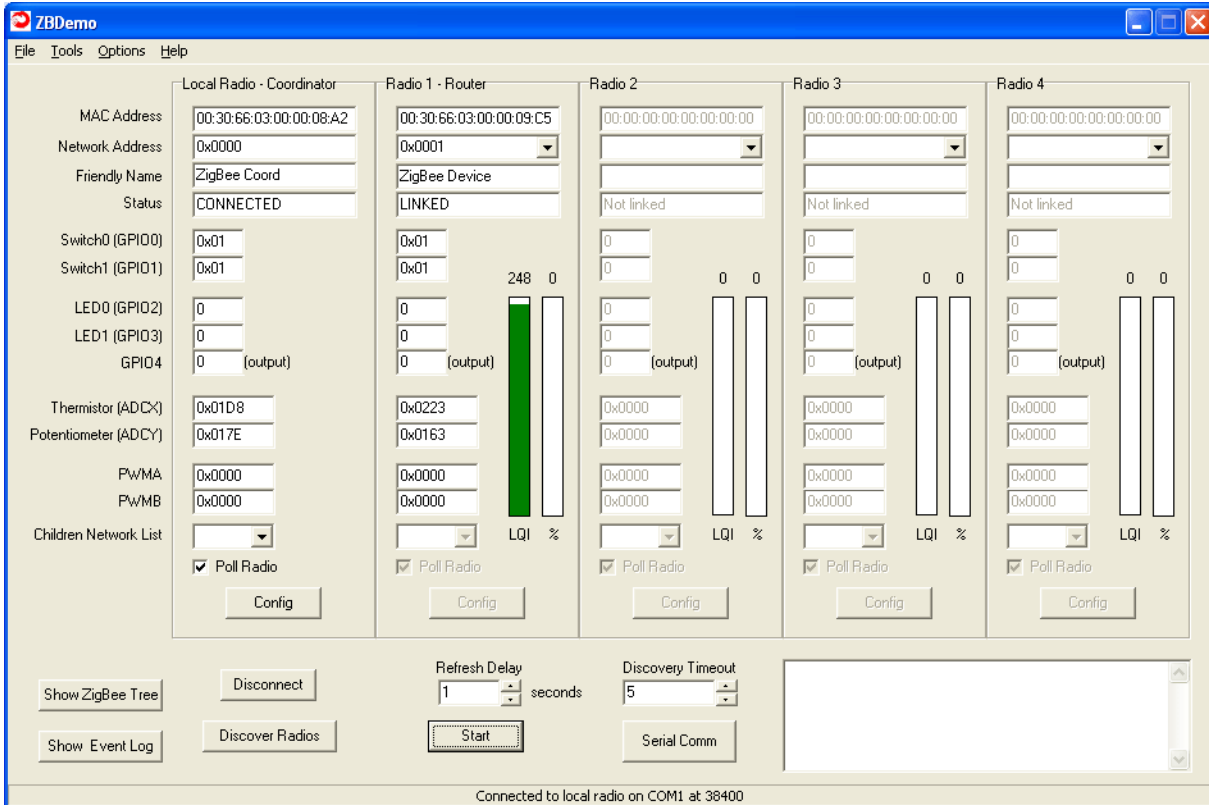 ZBDemo
File Tools Options Help
Local Radio - Coordinator Radio 1 - Router Radio 2 Radio 3 Radio 4
MAC Address 00:30:66:03:00:00:08:A2 00:30:66:03:00:00:09:C5 00:00:00:00:00:00:00:00 00:00:00:00:00:00:00:00 00:00:00:00:00:00:00:00
Network Address 0x0000 0x0001
Friendly Name ZigBee Coord ZigBee Device
Status CONNECTED LINKED Not linked Not linked Not linked
Switch0 (GPIO0) 0x01 0x01 0 0 0
Switch1 (GPIO1) 0x01 0x01 248 0 0 0 0 0 0 0 0 0
LED0 (GPIO2) 0 0 0 0 0
LED1 (GPIO3) 0 0 0 0 0
GPIO4 0 (output) 0 (output) 0 (output) 0 (output) 0 (output)
Thermistor (ADCX) 0x01D8 0x0223 0x0000 0x0000 0x0000
Potentiometer (ADCY) 0x017E 0x0163 0x0000 0x0000 0x0000
PWMA 0x0000 0x0000 0x0000 0x0000 0x0000
PWMB 0x0000 0x0000 0x0000 0x0000 0x0000
Children Network List LQI % LQI % LQI % LQI %
Poll Radio Poll Radio Poll Radio Poll Radio Poll Radio
Config Config Config Config Config
Refresh Delay Discovery Timeout
Show ZigBee Tree Disconnect 1 seconds 5
Show Event Log Discover Radios Start Serial Comm
Connected to local radio on COM1 at 38400